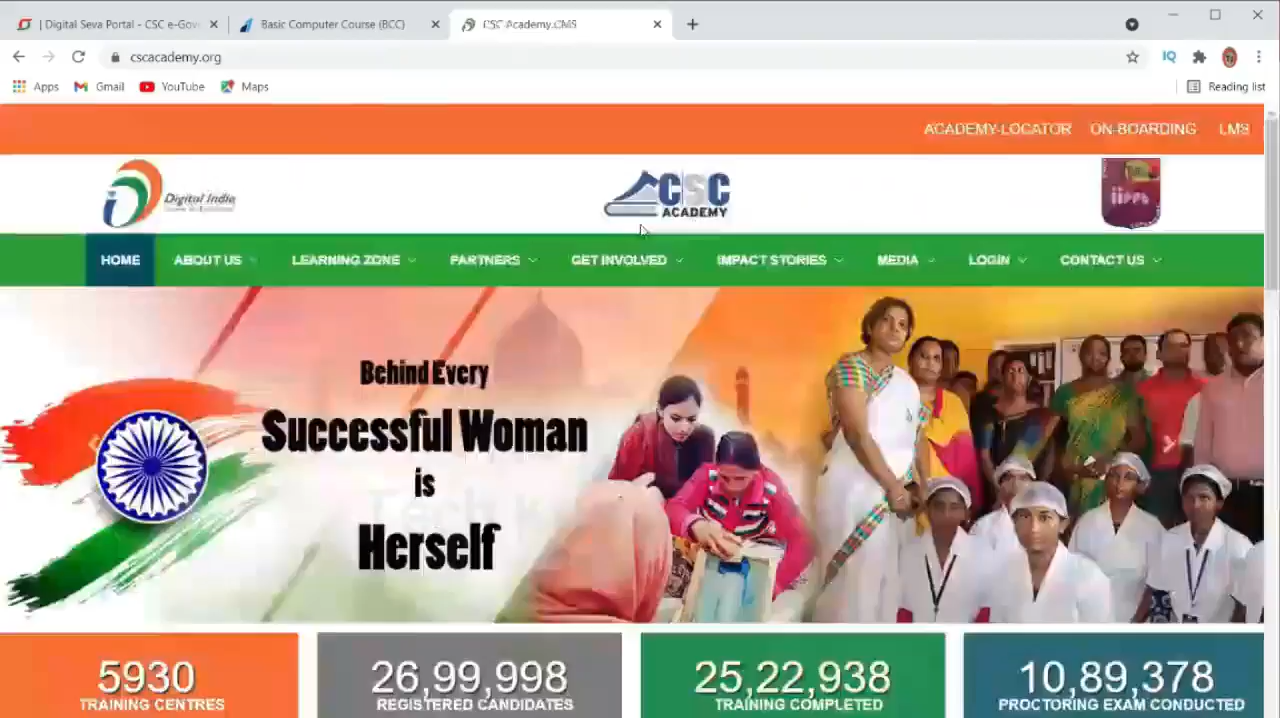 | Digital Seva Portal - CSC e-Gov
Basic Computer Course (BCC)
CSC Academy CMS
cscacademy.org
IQ
Apps
Gmail
YouTube
Maps
Reading list
ACADEMY LOCATOR
ON-BOARDING
LMS
Digital India
CSC
ACADEMY
HOME
ABOUT US
LEARNING ZONE
PARTNERS
GET INVOLVED
IMPACT STORIES
MEDIA
LOGIN
CONTACT US
Behind Every
Successful Woman
is
Herself
5930
TRAINING CENTRES
26,99,998
REGISTERED CANDIDATES
25,22,938
TRAINING COMPLETED
10,89,378
PROCTORING EXAM CONDUCTED